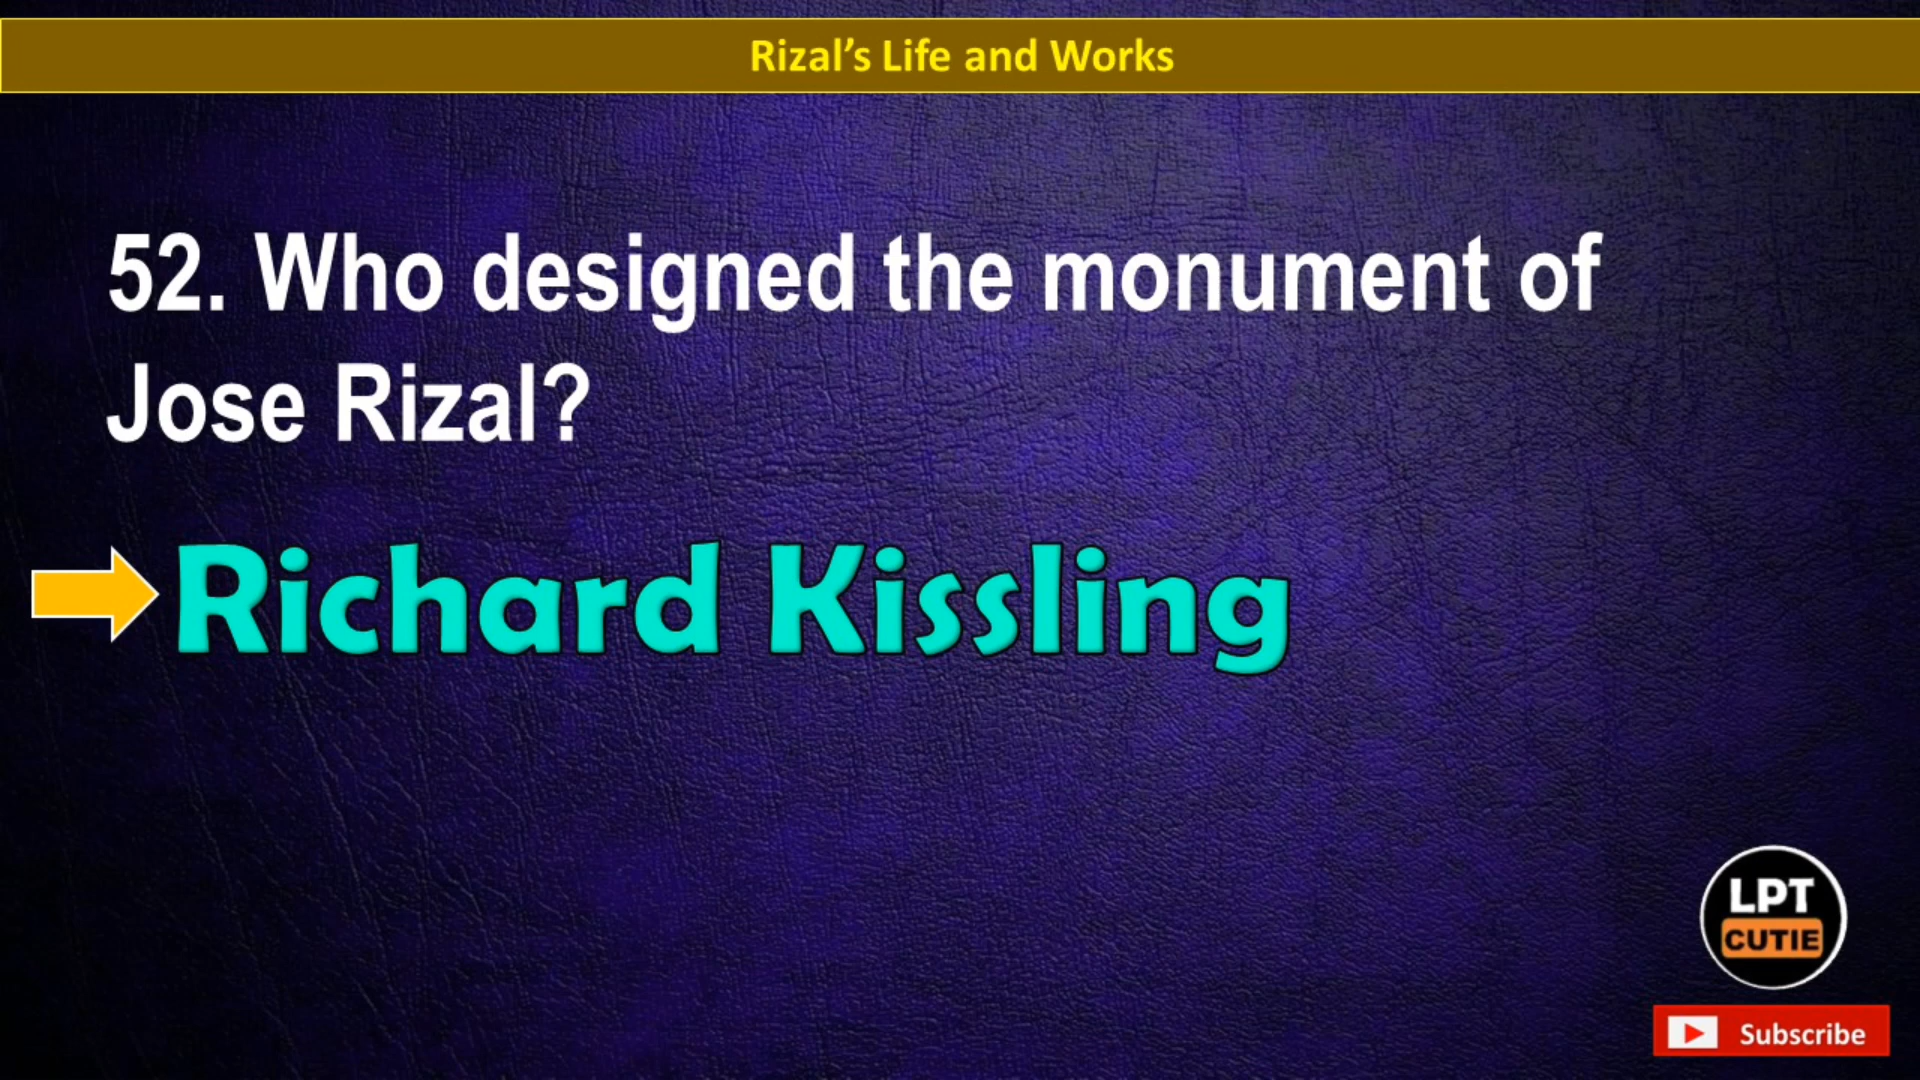 Rizal’s Life and Works
52. Who designed the monument of
Jose Rizal?
Richard Kissling
LPT
CUTIE
Subscribe